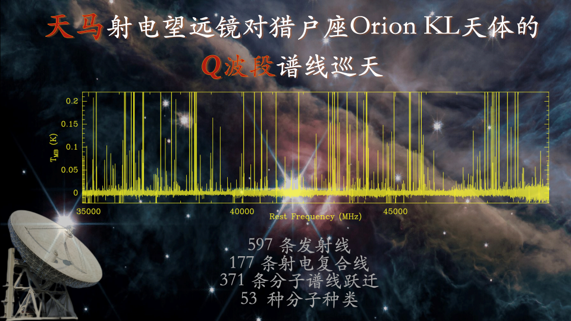 天马射电望远镜对猎户座Orion KL天体的
Q波段谱线巡天
0.2
0.15
0.1
0.05
0
T_MB (K)
35000 40000 45000
Rest Frequency (MHz)
597 条发射线
177 条射电复合线
371 条分子谱线跃迁
53 种分子种类